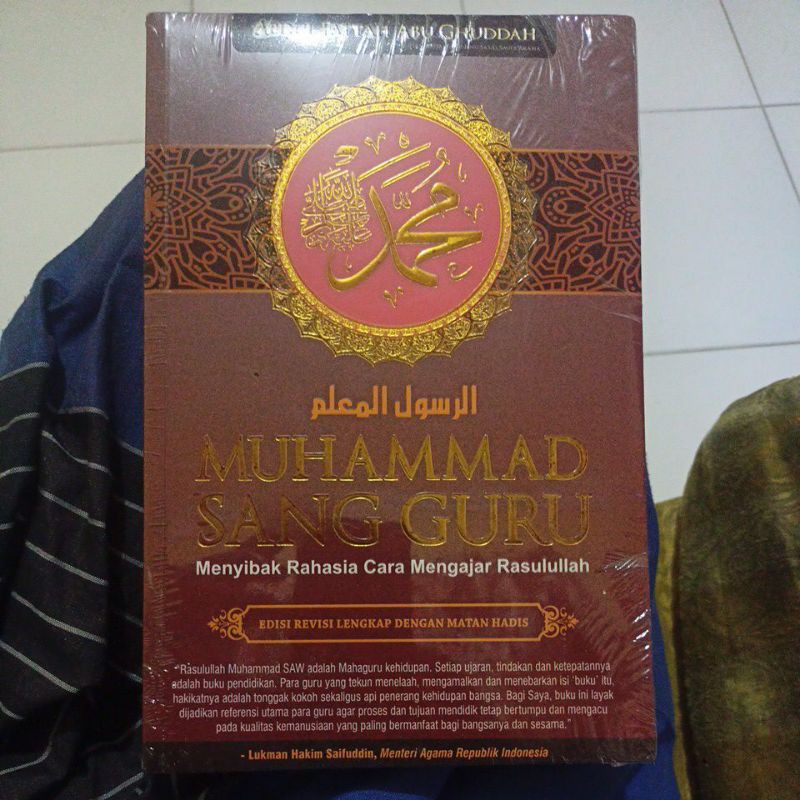 ABDUL FATTAH ABU GHUDDAH
محمد
الرسول المعلم
MUHAMMAD
SANG GURU
Menyibak Rahasia Cara Mengajar Rasulullah
EDISI REVISI LENGKAP DENGAN MATAN HADIS
"Rasulullah Muhammad SAW adalah Mahaguru kehidupan. Setiap ujaran, tindakan dan ketepatannya
adalah buku pendidikan. Para guru yang tekun menelaah, mengamalkan dan menebarkan isi 'buku' itu,
hakikatnya adalah tonggak kokoh sekaligus api penerang kehidupan bangsa. Bagi Saya, buku ini layak
dijadikan referensi utama para guru agar proses dan tujuan mendidik tetap bertumpu dan mengacu
pada kualitas kemanusiaan yang paling bermanfaat bagi bangsanya dan sesama."
- Lukman Hakim Saifuddin, Menteri Agama Republik Indonesia